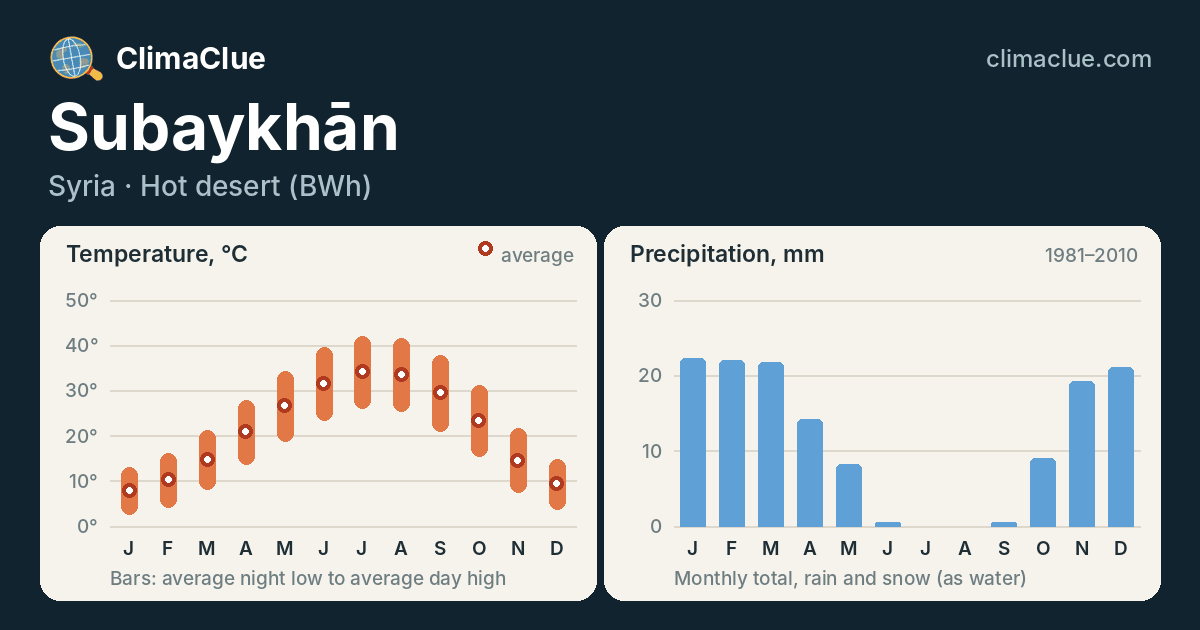 ClimaClue
climaclue.com
Subaykhān
Syria · Hot desert (BWh)
Temperature, °C
average
50°
40°
30°
20°
10°
0°
J F M A M J J A S O N D
Bars: average night low to average day high
Precipitation, mm
1981–2010
30
20
10
0
J F M A M J J A S O N D
Monthly total, rain and snow (as water)